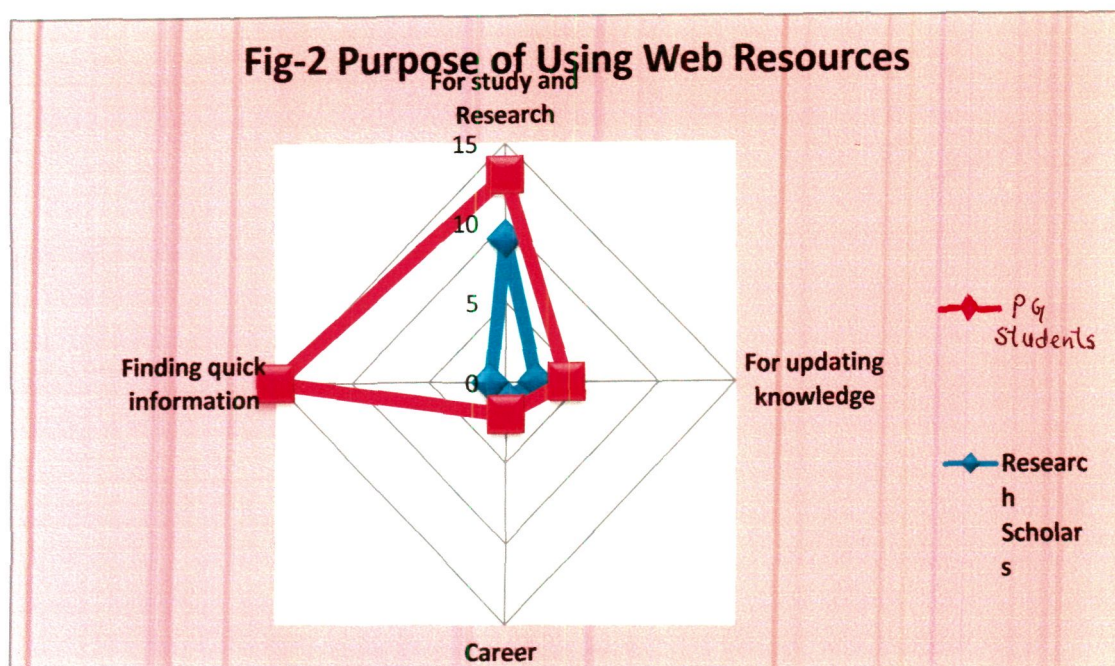 Fig-2 Purpose of Using Web Resources
For study and
Research
15
10
5
0
Finding quick
information
For updating
knowledge
Career
PG
Students
Researc
h
Scholar
s